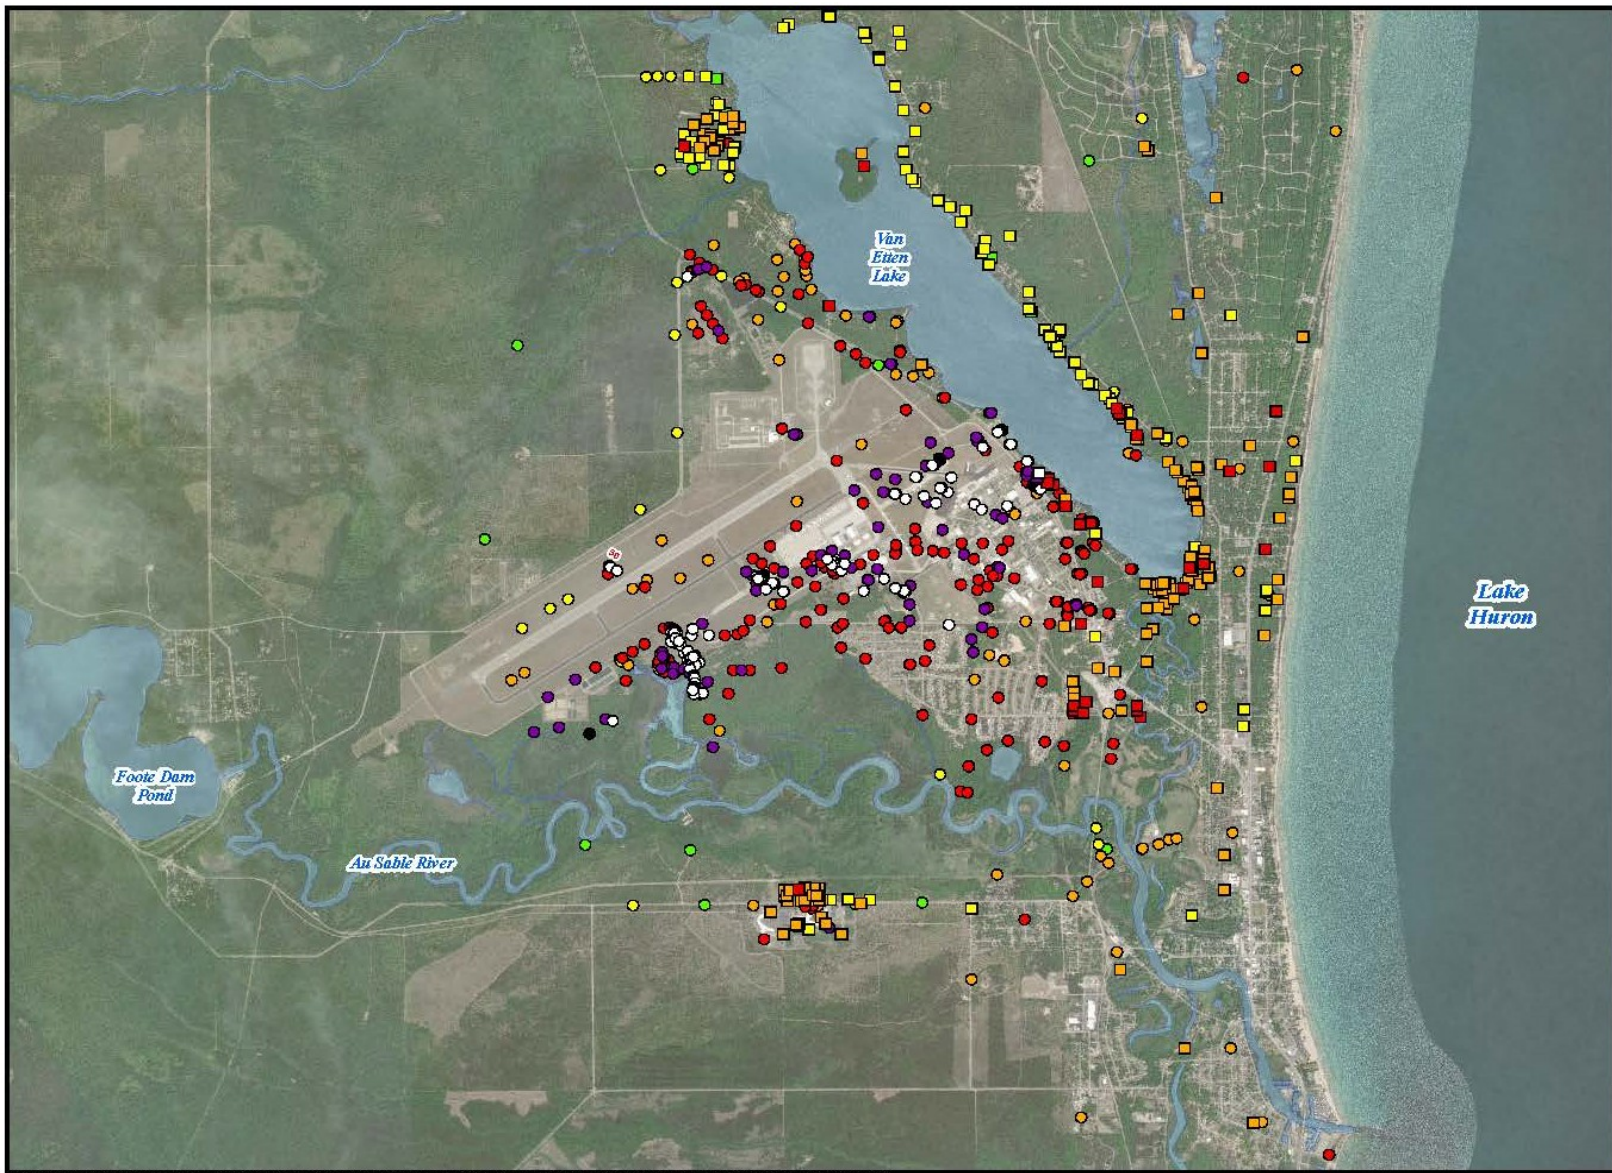 Van
Etten
Lake
Lake
Huron
Foote Dam
Pond
Au Sable River